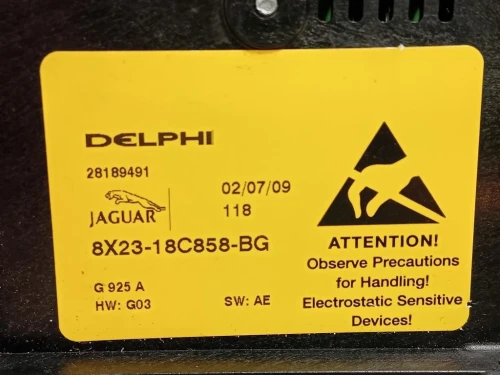 DELPHI
28189491
02/07/09
JAGUAR
118
8X23-18C858-BG
G 925 A
HW: G03
SW: AE
ATTENTION!
Observe Precautions
for Handling!
Electrostatic Sensitive
Devices!